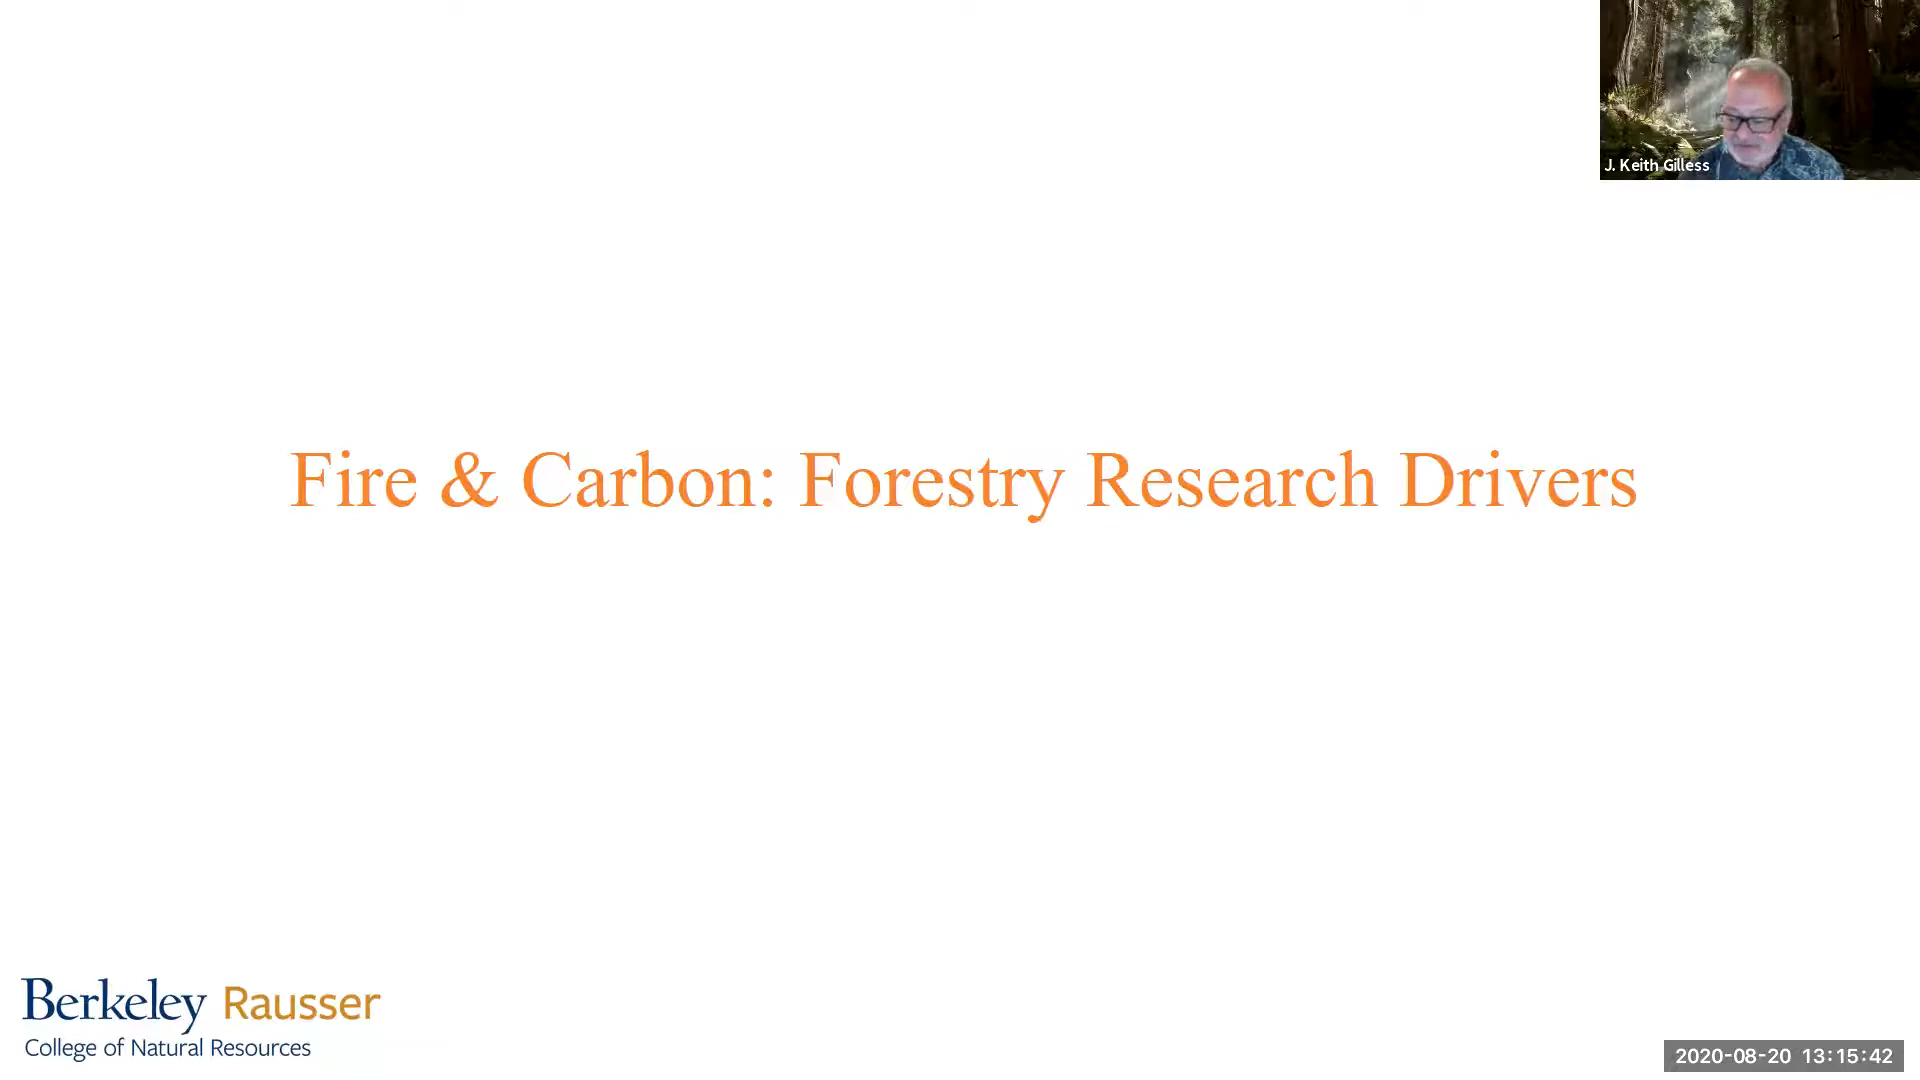 J. Keith Gilless
Fire & Carbon: Forestry Research Drivers
Berkeley Rausser
College of Natural Resources
2020-08-20 13:15:42